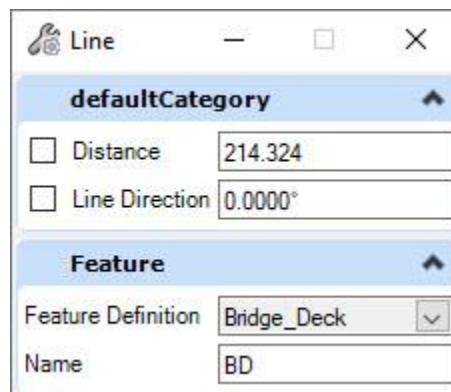 Line
defaultCategory
Distance 214.324
Line Direction 0.0000°
Feature
Feature Definition Bridge_Deck
Name BD